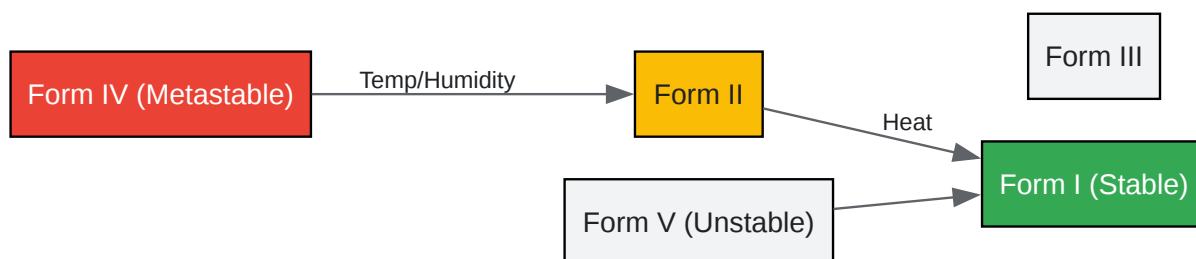 Form III
Form IV (Metastable)
Temp/Humidity
Form II
Heat
Form I (Stable)
Form V (Unstable)